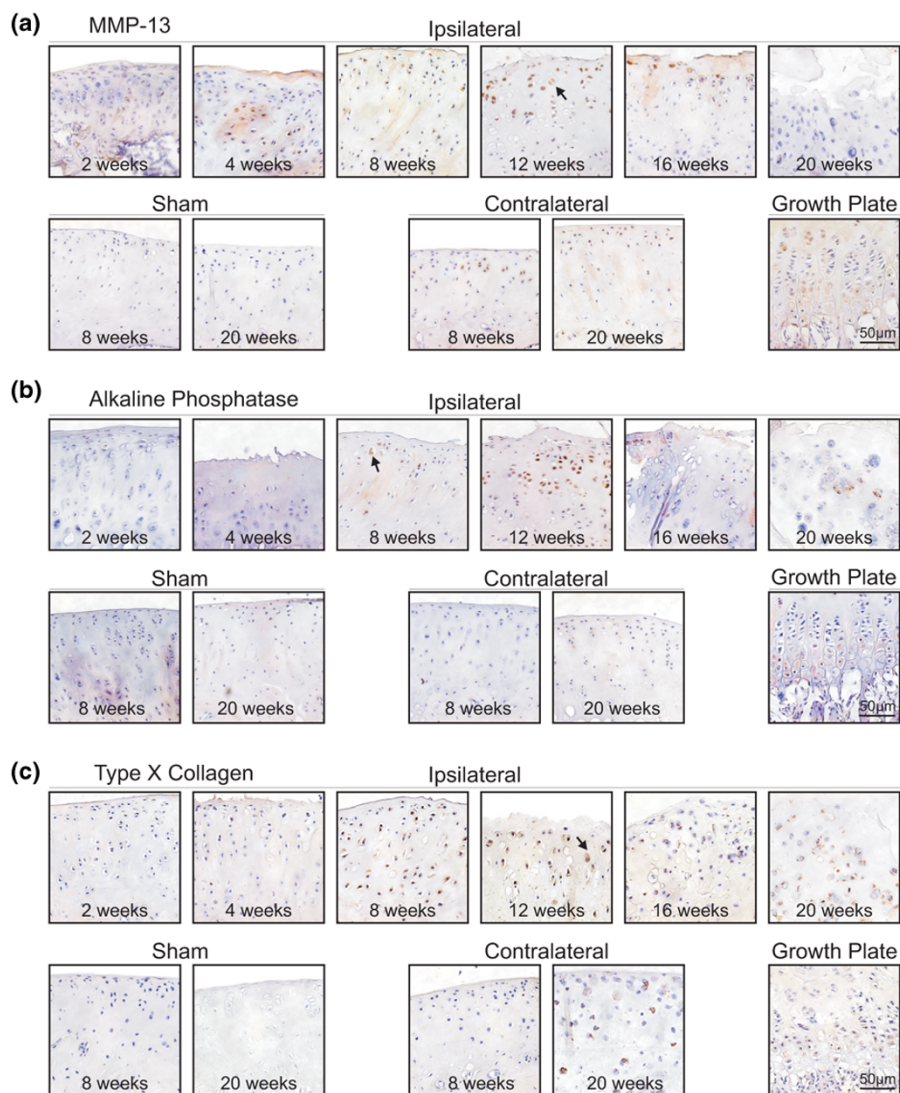 (a) MMP-13 Ipsilateral
2 weeks 4 weeks 8 weeks 12 weeks 16 weeks 20 weeks
Sham Contralateral Growth Plate
8 weeks 20 weeks 8 weeks 20 weeks 50µm
(b) Alkaline Phosphatase Ipsilateral
2 weeks 4 weeks 8 weeks 12 weeks 16 weeks 20 weeks
Sham Contralateral Growth Plate
8 weeks 20 weeks 8 weeks 20 weeks 50µm
(c) Type X Collagen Ipsilateral
2 weeks 4 weeks 8 weeks 12 weeks 16 weeks 20 weeks
Sham Contralateral Growth Plate
8 weeks 20 weeks 8 weeks 20 weeks 50µm